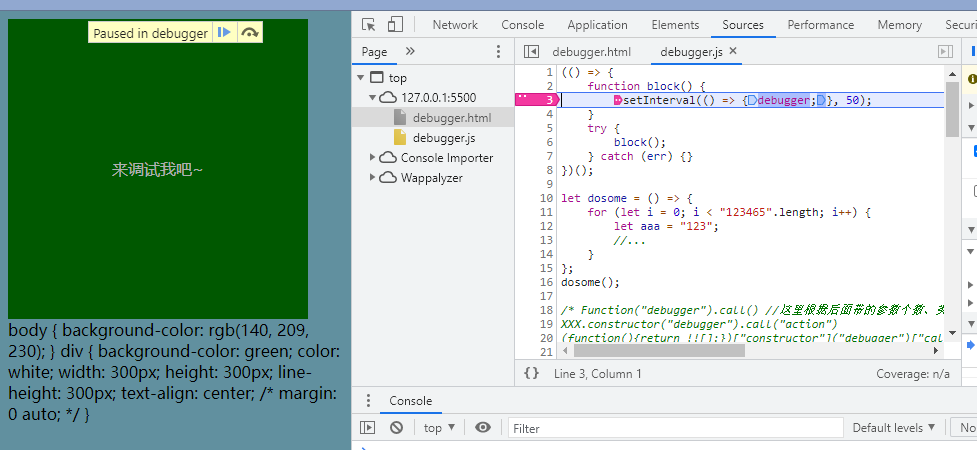 Paused in debugger
来调试我吧~
body { background-color: rgb(140, 209,
230); } div { background-color: green; color:
white; width: 300px; height: 300px; line-
height: 300px; text-align: center; /* margin:
0 auto; */ }
Network Console Application Elements Sources Performance Memory Securi
Page
top
127.0.0.1:5500
debugger.html
debugger.js
Console Importer
Wappalyzer
debugger.html debugger.js
1 (() => {
2 function block() {
3 setInterval(() => {debugger;}, 50);
4 }
5 try {
6 block();
7 } catch (err) {}
8 })();
9
10 let dosome = () => {
11 for (let i = 0; i < "123465".length; i++) {
12 let aaa = "123";
13 //...
14 }
15 };
16 dosome();
17
18 /* Function("debugger").call() //这里根据后面带的参数个数、
19 XXX.constructor("debugger").call("action")
20 (function(){return !![];})["constructor"]("debugger")["cal
21
{} Line 3, Column 1 Coverage: n/a
Console
top Filter Default levels No